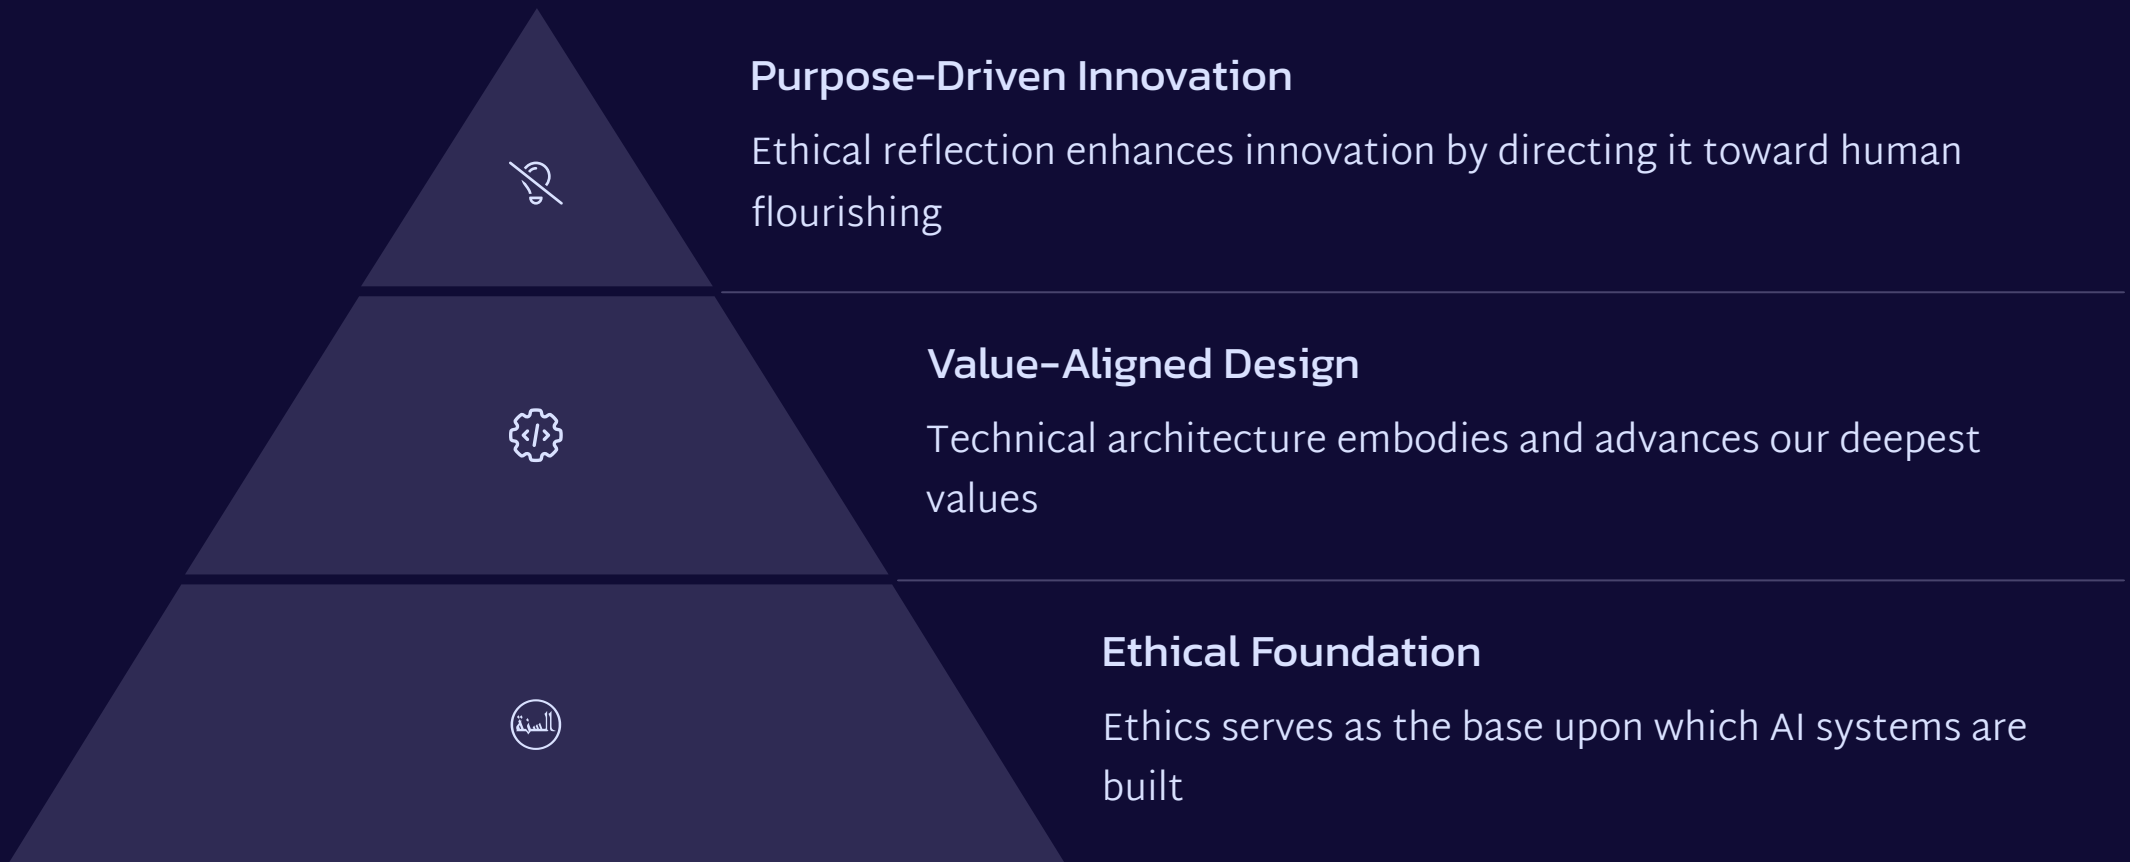 Purpose-Driven Innovation
Ethical reflection enhances innovation by directing it toward human
flourishing
Value-Aligned Design
Technical architecture embodies and advances our deepest
values
السنة
Ethical Foundation
Ethics serves as the base upon which AI systems are
built